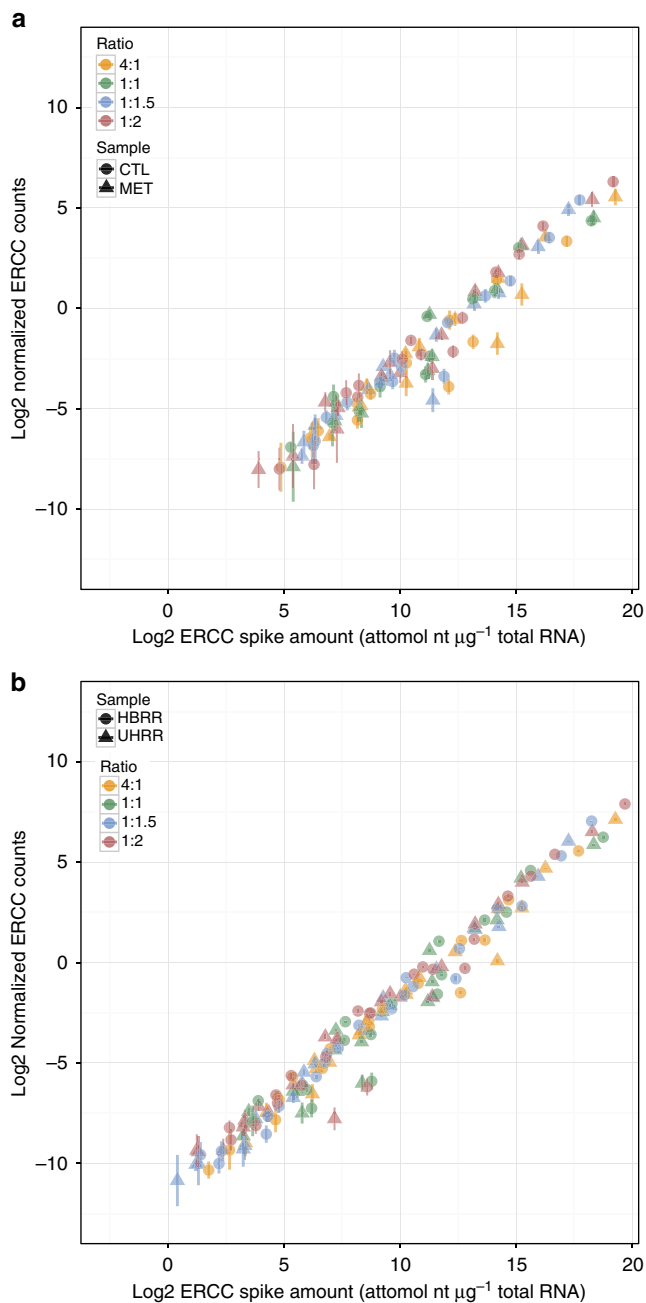 a
Ratio
4:1
1:1
1:1.5
1:2
Sample
CTL
MET
10
5
0
−5
−10
Log2 normalized ERCC counts
0 5 10 15 20
Log2 ERCC spike amount (attomol nt µg⁻¹ total RNA)
b
Sample
HBRR
UHRR
Ratio
4:1
1:1
1:1.5
1:2
10
5
0
−5
−10
Log2 Normalized ERCC counts
0 5 10 15 20
Log2 ERCC spike amount (attomol nt µg⁻¹ total RNA)